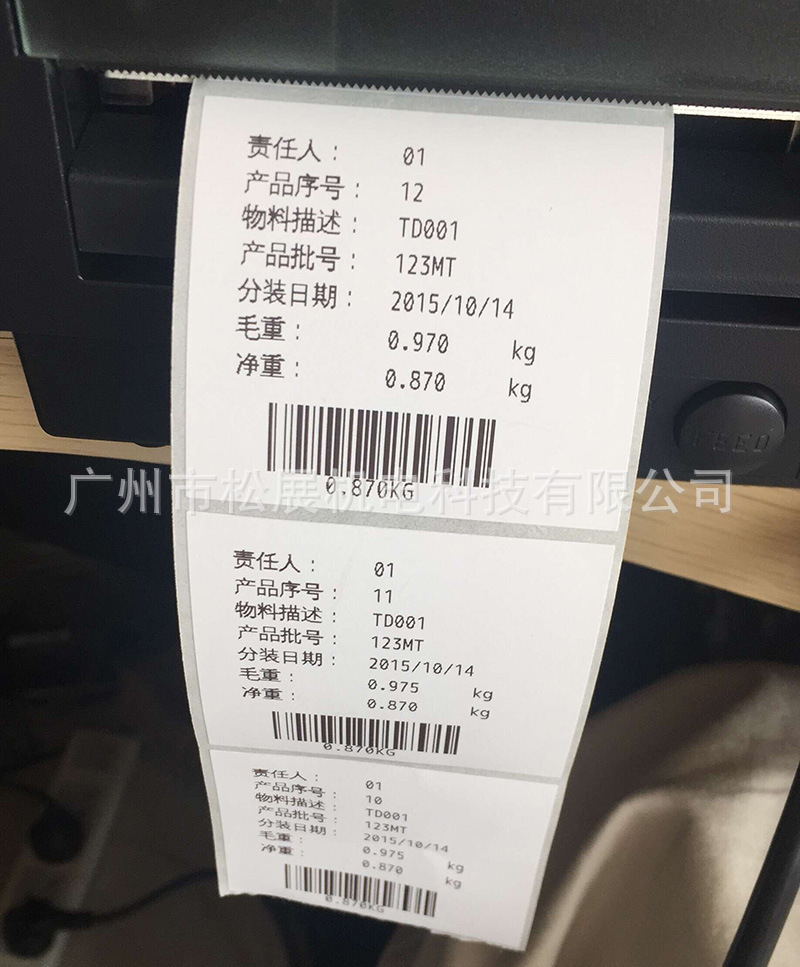 责任人： 01
产品序号： 12
物料描述： TD001
产品批号： 123MT
分装日期： 2015/10/14
毛重： 0.970 kg
净重： 0.870 kg
0.870KG
广州市松展机电科技有限公司
FEED
责任人： 01
产品序号： 11
物料描述： TD001
产品批号： 123MT
分装日期： 2015/10/14
毛重： 0.975 kg
净重： 0.870 kg
0.870KG
责任人： 01
产品序号： 10
物料描述： TD001
产品批号： 123MT
分装日期： 2015/10/14
毛重： 0.975 kg
净重： 0.870 kg
0.870KG